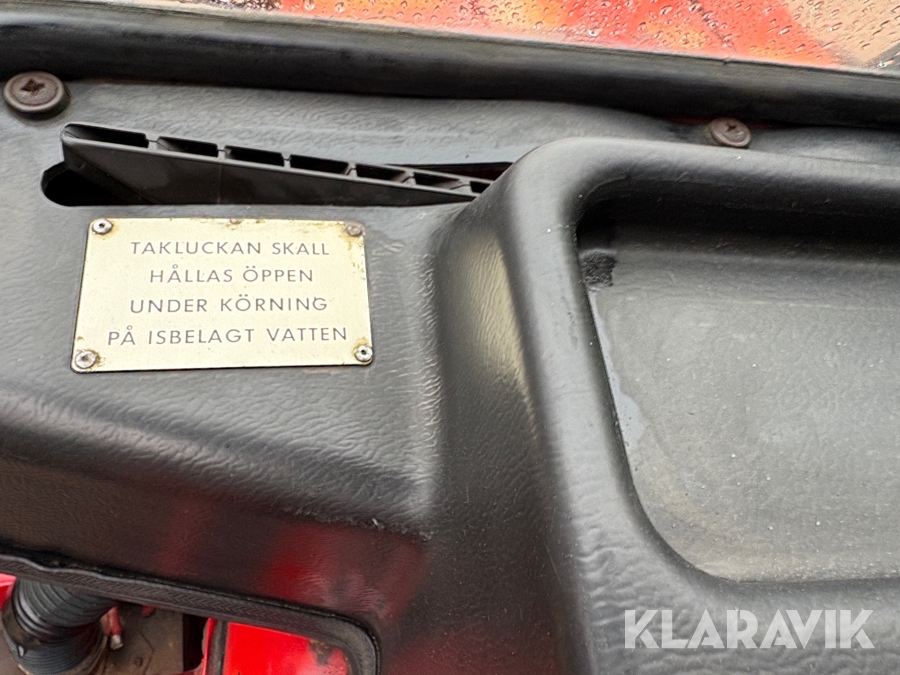 TAKLUCKAN SKALL
HÅLLAS ÖPPEN
UNDER KÖRNING
PÅ ISBELAGT VATTEN
KLARAVIK